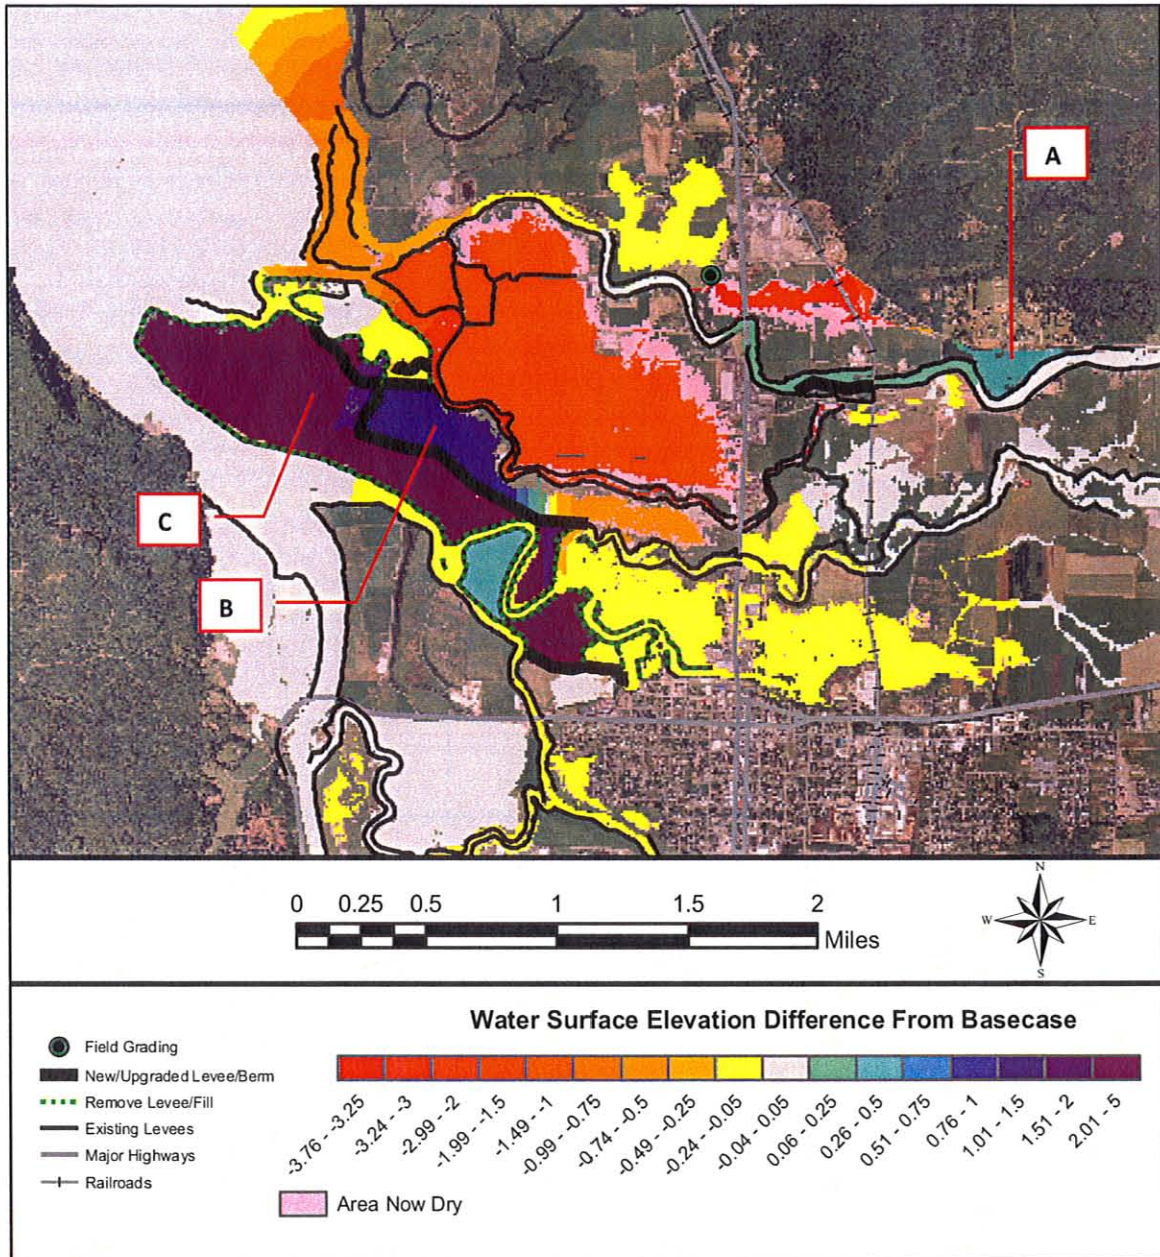 A
C
B
0 0.25 0.5 1 1.5 2
Miles
N
W E
S
Water Surface Elevation Difference From Basecase
Field Grading
New/Upgraded Levee/Berm
Remove Levee/Fill
Existing Levees
Major Highways
Railroads
-3.76 - -3.25
-3.24 - -3
-2.99 - -2
-1.99 - -1.5
-1.49 - -1
-0.99 - -0.75
-0.74 - -0.5
-0.49 - -0.25
-0.24 - -0.05
-0.04 - 0.05
0.06 - 0.25
0.26 - 0.5
0.51 - 0.75
0.76 - 1
1.01 - 1.5
1.51 - 2
2.01 - 5
Area Now Dry